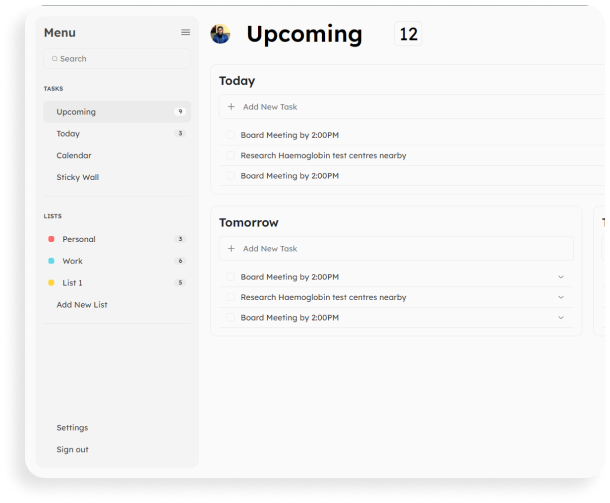 Menu
Search
TASKS
Upcoming 9
Today 3
Calendar
Sticky Wall
LISTS
Personal 3
Work 6
List 1 5
Add New List
Settings
Sign out
Upcoming 12
Today
+ Add New Task
Board Meeting by 2:00PM
Research Haemoglobin test centres nearby
Board Meeting by 2:00PM
Tomorrow
+ Add New Task
Board Meeting by 2:00PM
Research Haemoglobin test centres nearby
Board Meeting by 2:00PM